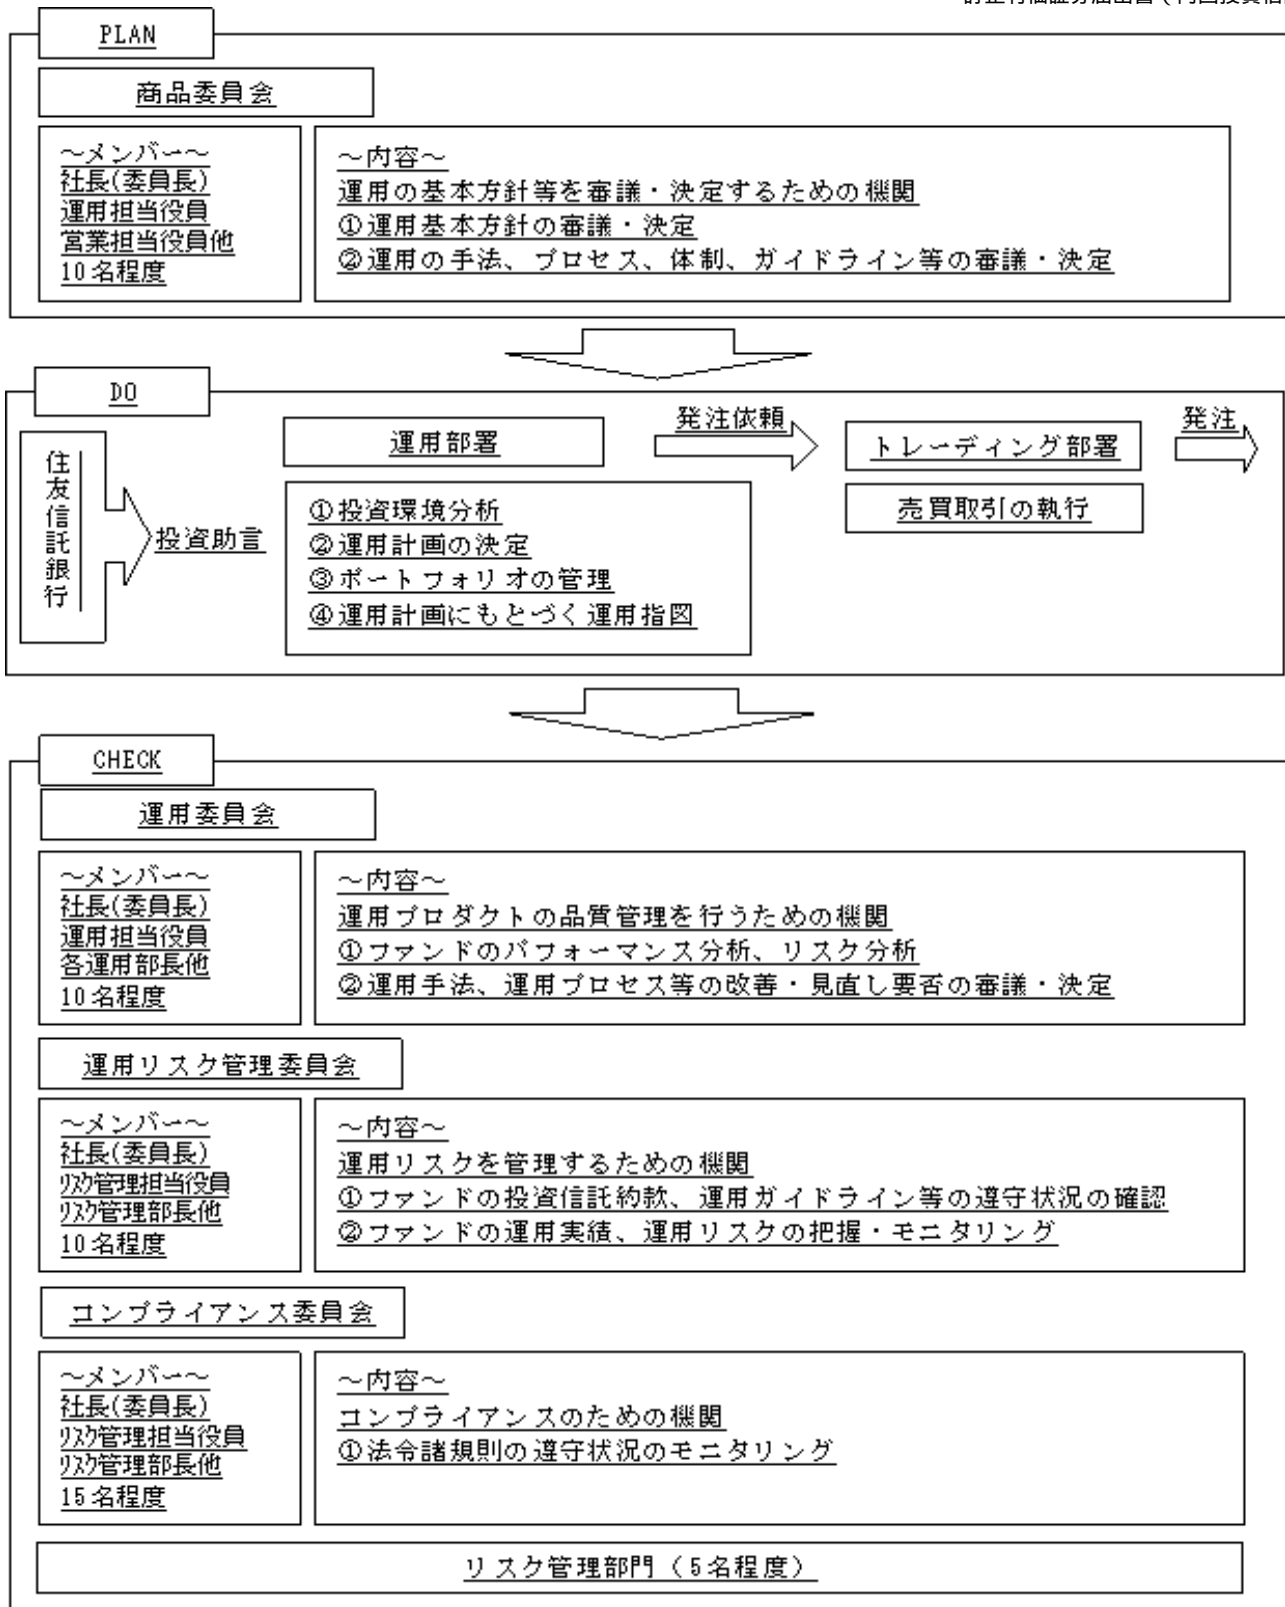 PLAN
商品委員会
～メンバー～
社長(委員長)
運用担当役員
営業担当役員他
10名程度
～内容～
運用の基本方針等を審議・決定するための機関
①運用基本方針の審議・決定
②運用の手法、プロセス、体制、ガイドライン等の審議・決定
DO
住友信託銀行
投資助言
運用部署
①投資環境分析
②運用計画の決定
③ポートフォリオの管理
④運用計画にもとづく運用指図
発注依頼
トレーディング部署
売買取引の執行
発注
CHECK
運用委員会
～メンバー～
社長(委員長)
運用担当役員
各運用部長他
10名程度
～内容～
運用プロダクトの品質管理を行うための機関
①ファンドのパフォーマンス分析、リスク分析
②運用手法、運用プロセス等の改善・見直し要否の審議・決定
運用リスク管理委員会
～メンバー～
社長(委員長)
ﾘｽｸ管理担当役員
ﾘｽｸ管理部長他
10名程度
～内容～
運用リスクを管理するための機関
①ファンドの投資信託約款、運用ガイドライン等の遵守状況の確認
②ファンドの運用実績、運用リスクの把握・モニタリング
コンプライアンス委員会
～メンバー～
社長(委員長)
ﾘｽｸ管理担当役員
ﾘｽｸ管理部長他
15名程度
～内容～
コンプライアンスのための機関
①法令諸規則の遵守状況のモニタリング
リスク管理部門（5名程度）